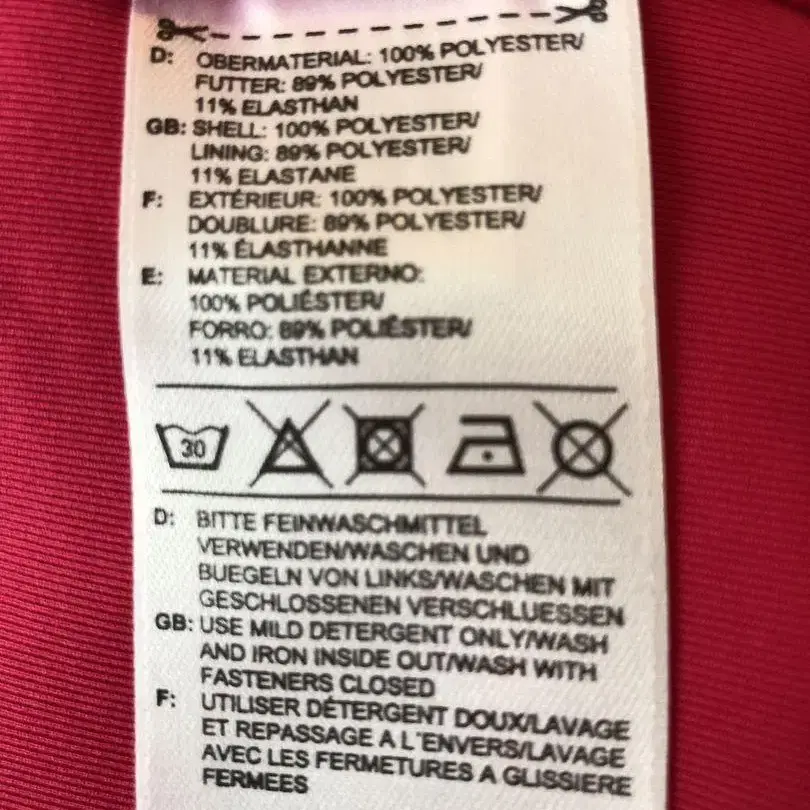 D: OBERMATERIAL: 100% POLYESTER/
FUTTER: 89% POLYESTER/
11% ELASTHAN
GB: SHELL: 100% POLYESTER/
LINING: 89% POLYESTER/
11% ELASTANE
F: EXTÉRIEUR: 100% POLYESTER/
DOUBLURE: 89% POLYESTER/
11% ÉLASTHANNE
E: MATERIAL EXTERNO:
100% POLIÉSTER/
FORRO: 89% POLIÉSTER/
11% ELASTHAN
30
D: BITTE FEINWASCHMITTEL
VERWENDEN/WASCHEN UND
BUEGELN VON LINKS/WASCHEN MIT
GESCHLOSSENEN VERSCHLUESSEN
GB: USE MILD DETERGENT ONLY/WASH
AND IRON INSIDE OUT/WASH WITH
FASTENERS CLOSED
F: UTILISER DÉTERGENT DOUX/LAVAGE
ET REPASSAGE A L'ENVERS/LAVAGE
AVEC LES FERMETURES A GLISSIERE
FERMEES